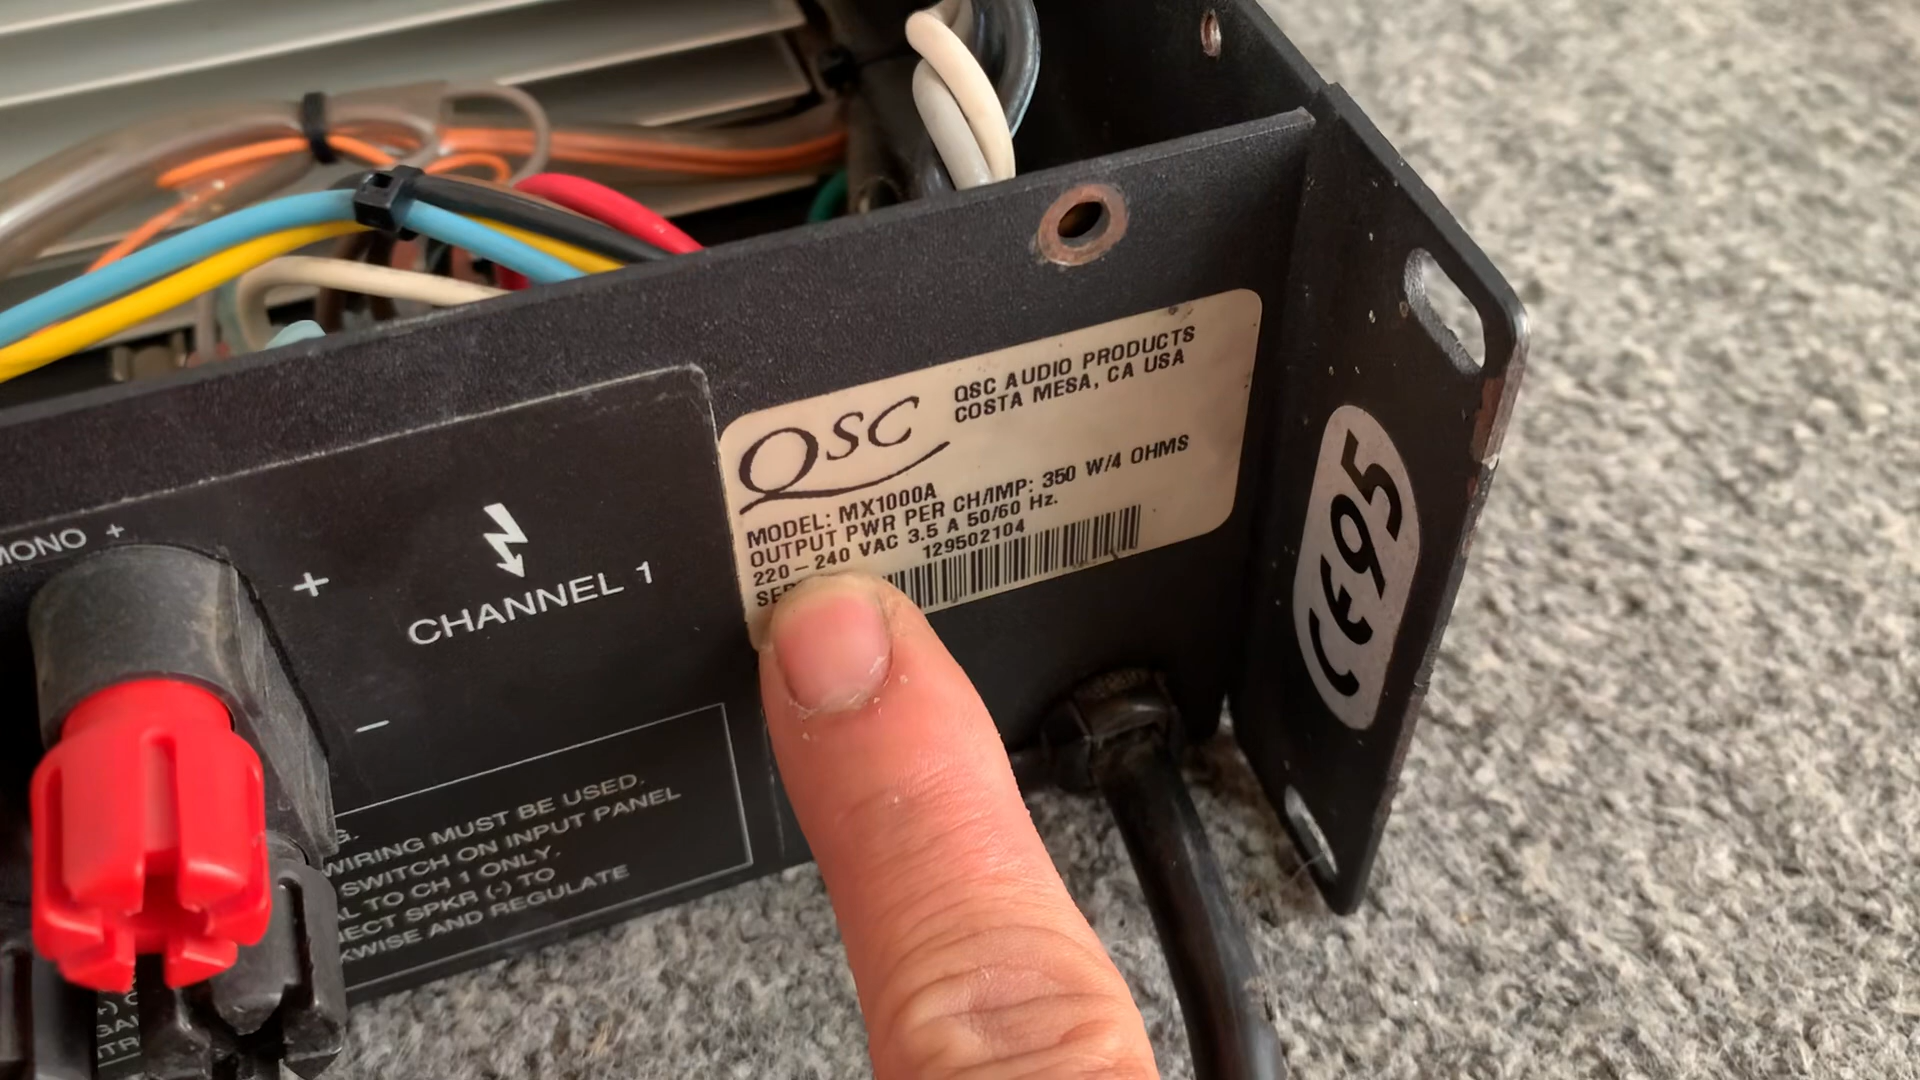 QSC
QSC AUDIO PRODUCTS
COSTA MESA, CA USA
MODEL: MX1000A
OUTPUT PWR PER CH/IMP: 350 W/4 OHMS
220-240 VAC 3.5 A 50/60 Hz.
129502104
CE95
MONO +
+
CHANNEL 1
-
WIRING MUST BE USED.
SWITCH ON INPUT PANEL
TO CH 1 ONLY.
SPKR (-) TO
AND REGULATE